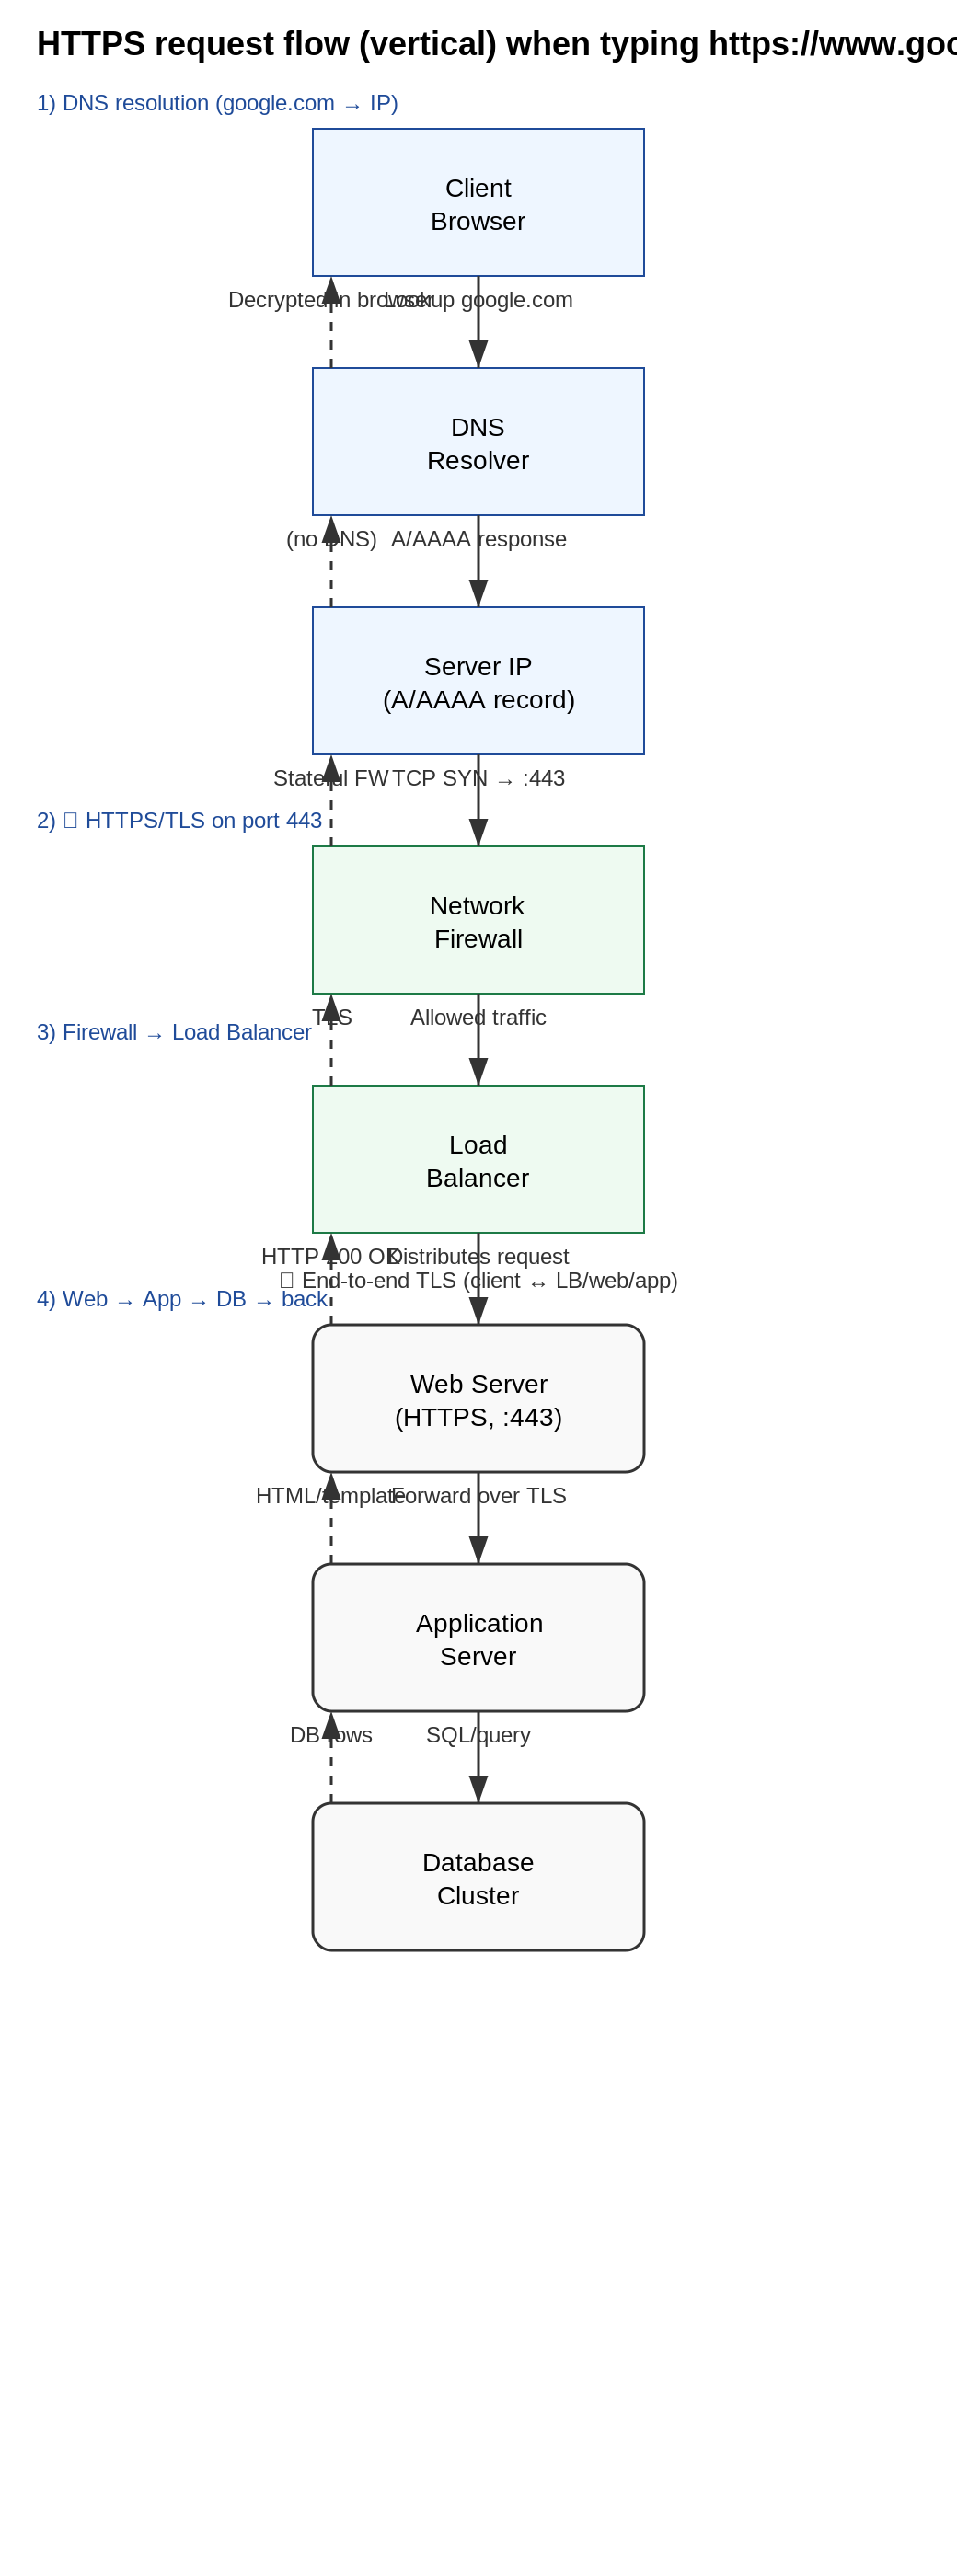 HTTPS request flow (vertical) when typing https://www.goo
1) DNS resolution (google.com → IP)
Client
Browser
Decrypted in browser
Lookup google.com
DNS
Resolver
(no DNS)
A/AAAA response
Server IP
(A/AAAA record)
Stateful FW
TCP SYN → :443
2) HTTPS/TLS on port 443
Network
Firewall
TLS
Allowed traffic
3) Firewall → Load Balancer
Load
Balancer
HTTP 200 OK
Distributes request
End-to-end TLS (client ↔ LB/web/app)
4) Web → App → DB → back
Web Server
(HTTPS, :443)
HTML/template
Forward over TLS
Application
Server
DB rows
SQL/query
Database
Cluster